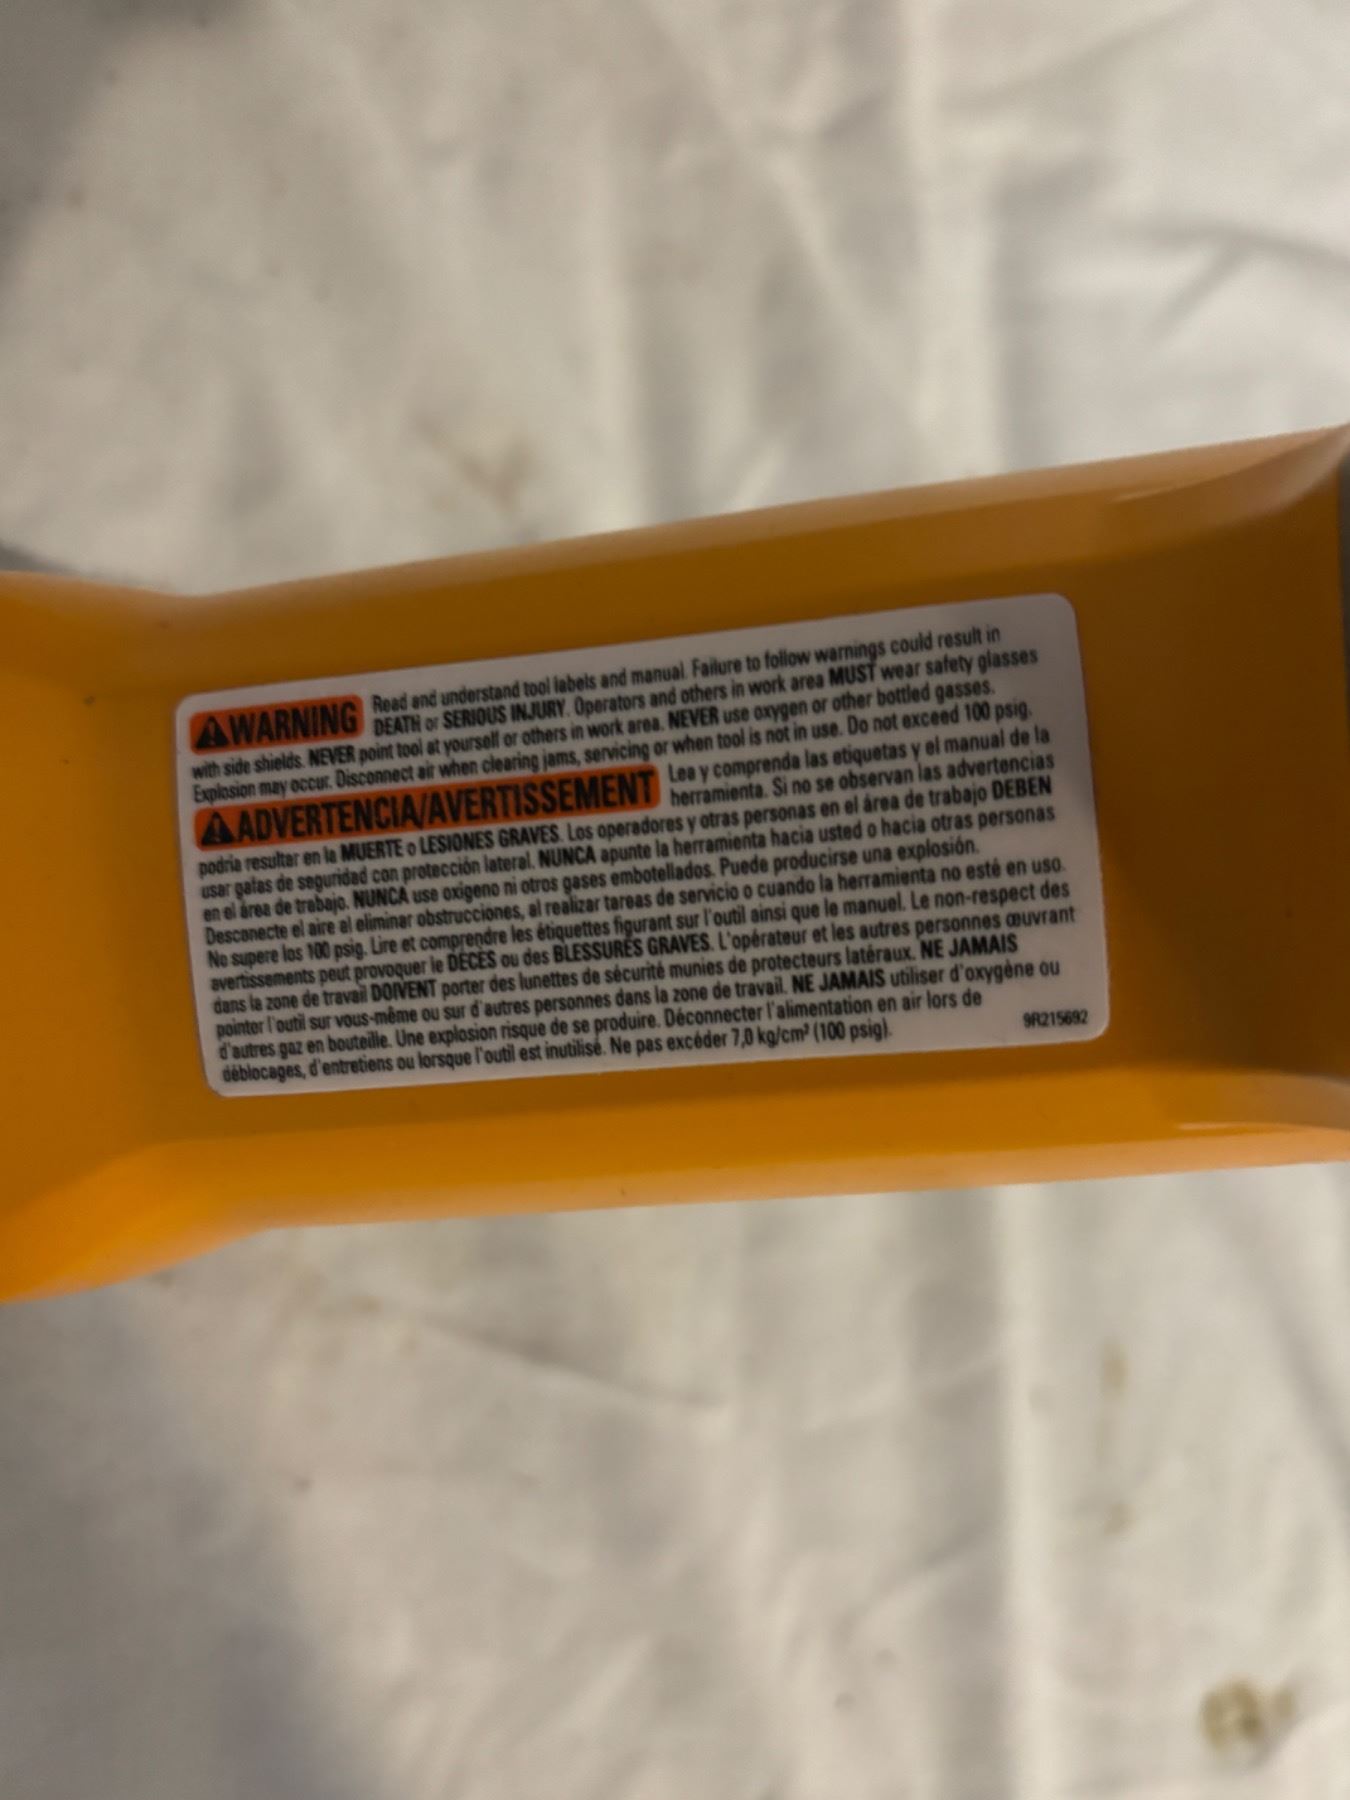 WARNING Read and understand tool labels and manual. Failure to follow warnings could result in
DEATH or SERIOUS INJURY. Operators and others in work area MUST wear safety glasses
with side shields. NEVER point tool at yourself or others in work area. NEVER use oxygen or other bottled gasses.
Explosion may occur. Disconnect air when clearing jams, servicing or when tool is not in use. Do not exceed 100 psig.
ADVERTENCIA/AVERTISSEMENT Lea y comprenda las etiquetas y el manual de la
herramienta. Si no se observan las advertencias
podría resultar en la MUERTE o LESIONES GRAVES. Los operadores y otras personas en el área de trabajo DEBEN
usar gafas de seguridad con protección lateral. NUNCA apunte la herramienta hacia usted o hacia otras personas
en el área de trabajo. NUNCA use oxígeno ni otros gases embotellados. Puede producirse una explosión.
Desconecte el aire al eliminar obstrucciones, al realizar tareas de servicio o cuando la herramienta no esté en uso.
No supere los 100 psig. Lire et comprendre les étiquettes figurant sur l'outil ainsi que le manuel. Le non-respect des
avertissements peut provoquer le DÉCÈS ou des BLESSURES GRAVES. L'opérateur et les autres personnes œuvrant
dans la zone de travail DOIVENT porter des lunettes de sécurité munies de protecteurs latéraux. NE JAMAIS
pointer l'outil sur vous-même ou sur d'autres personnes dans la zone de travail. NE JAMAIS utiliser d'oxygène ou
d'autres gaz en bouteille. Une explosion risque de se produire. Déconnecter l'alimentation en air lors de
déblocages, d'entretiens ou lorsque l'outil est inutilisé. Ne pas excéder 7,0 kg/cm² (100 psig).
9R215692